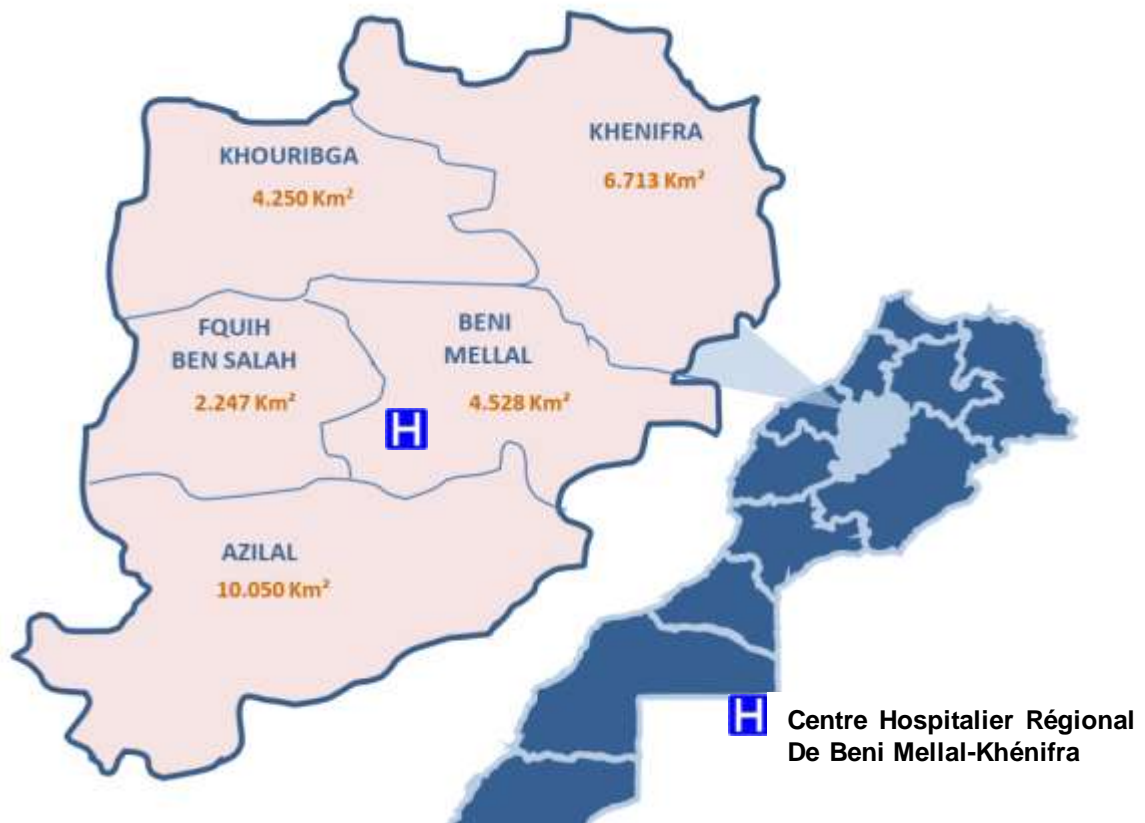 KHENIFRA
6.713 Km²
KHOURIBGA
4.250 Km²
FQUIH
BEN SALAH
2.247 Km²
BENI
MELLAL
4.528 Km²
H
AZILAL
10.050 Km²
H Centre Hospitalier Régional
De Beni Mellal-Khénifra